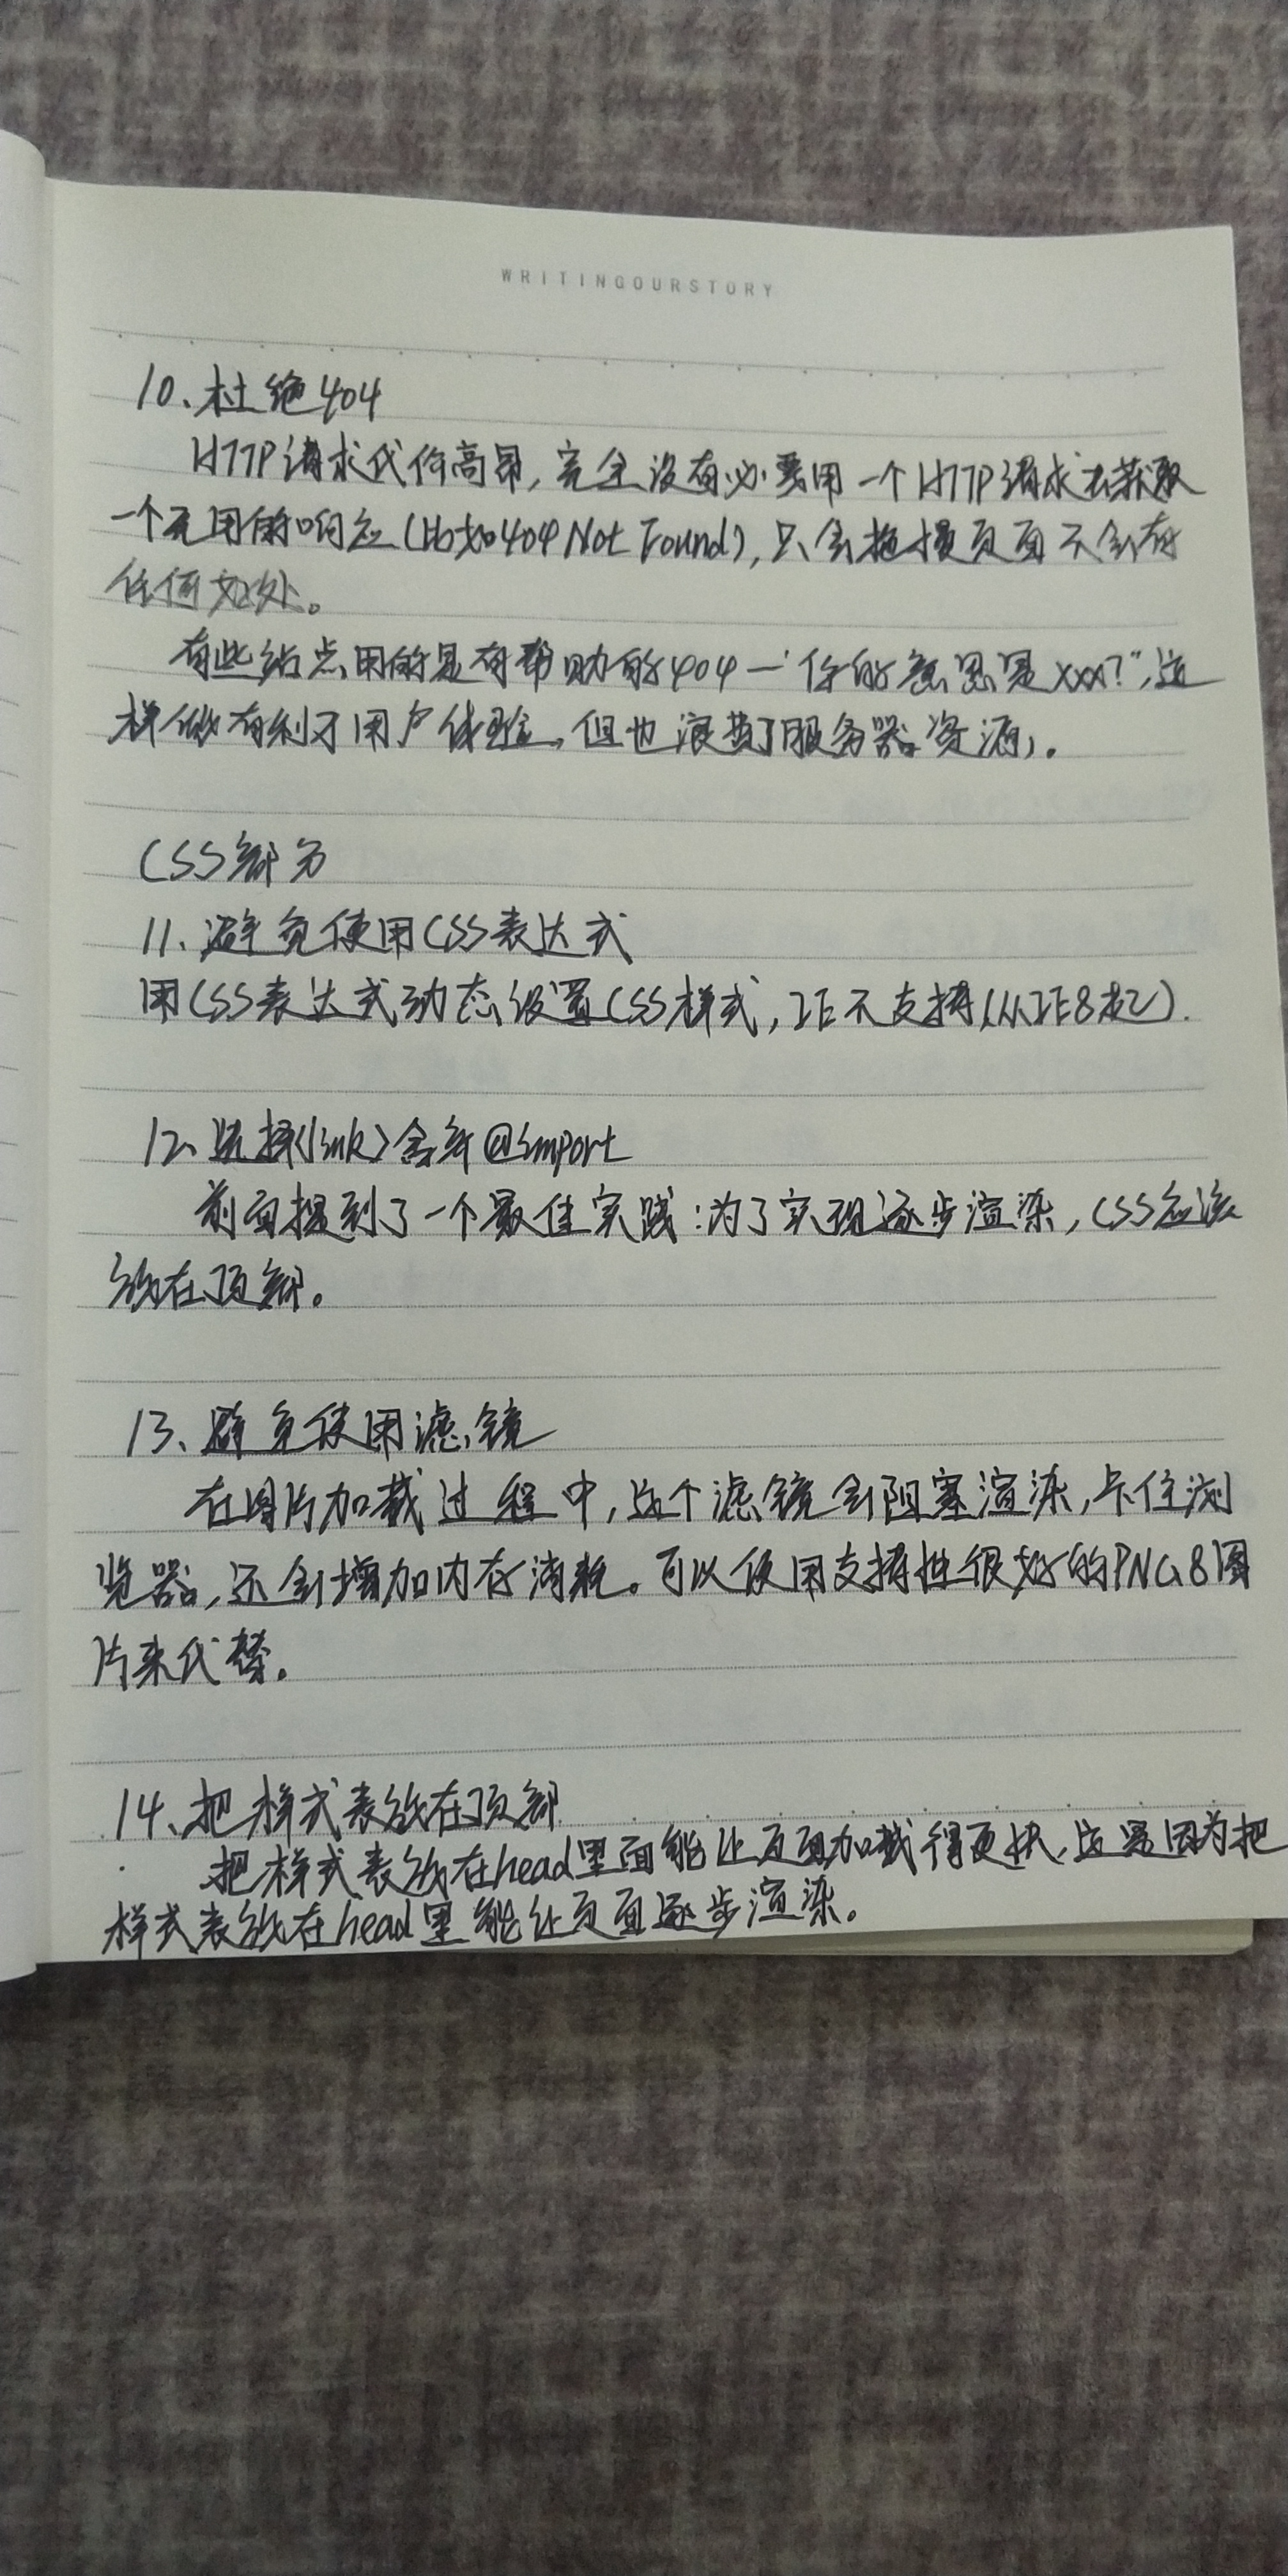 WRITINGOURSTORY
10、杜绝404
HTTP请求代价高昂,完全没有必要用一个HTTP请求去获取
一个无用的响应(比如404 Not Found),只会拖慢页面不会有
任何好处。
有些站点用的是有帮助的404—“你的意思是xxx?”,这
样做有利于用户体验,但也浪费了服务器资源。
CSS部分
11、避免使用CSS表达式
用CSS表达式动态设置CSS样式,IE不支持(从IE8起).
12、选择<link>舍弃@import
前面提到了一个最佳实践:为了实现逐步渲染,CSS应该
放在顶部。
13、避免使用滤镜
在图片加载过程中,这个滤镜会阻塞渲染,卡住浏
览器,还会增加内存消耗。可以使用支持性很好的PNG8图
片来代替。
14、把样式表放在顶部
把样式表放在head里面能让页面加载得更快,这是因为把
样式表放在head里能让页面逐步渲染。